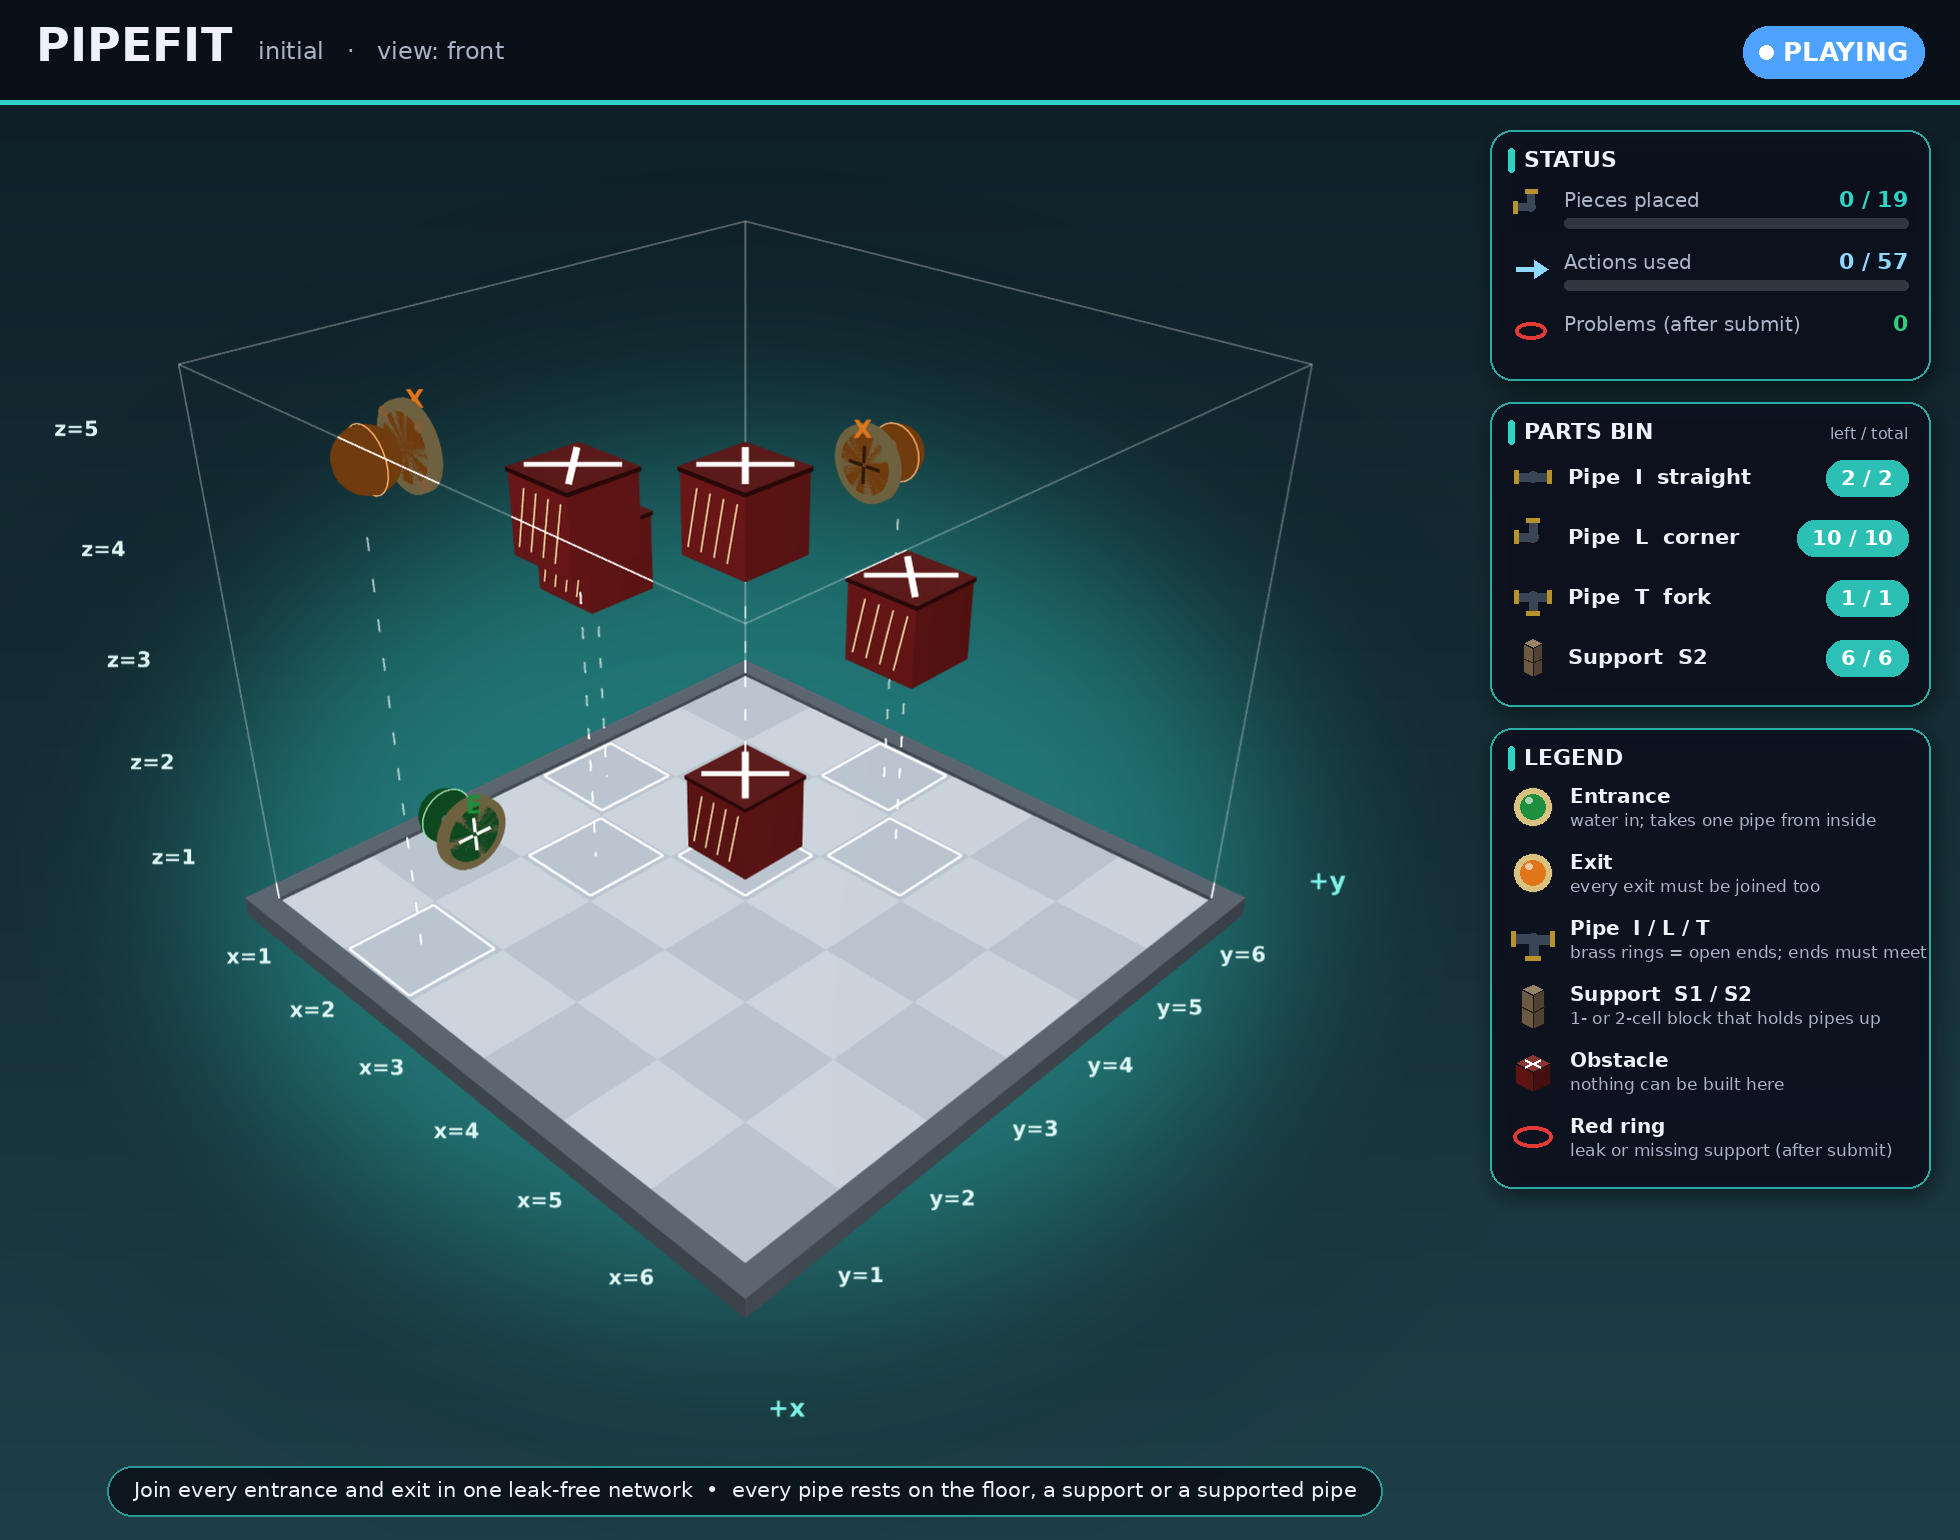 PIPEFIT initial · view: front
PLAYING
STATUS
Pieces placed 0 / 19
Actions used 0 / 57
Problems (after submit) 0
PARTS BIN left / total
Pipe I straight 2 / 2
Pipe L corner 10 / 10
Pipe T fork 1 / 1
Support S2 6 / 6
LEGEND
Entrance
water in; takes one pipe from inside
Exit
every exit must be joined too
Pipe I / L / T
brass rings = open ends; ends must meet
Support S1 / S2
1- or 2-cell block that holds pipes up
Obstacle
nothing can be built here
Red ring
leak or missing support (after submit)
X
X
E
z=5
z=4
z=3
z=2
z=1
x=1
x=2
x=3
x=4
x=5
x=6
+y
y=6
y=5
y=4
y=3
y=2
y=1
+x
Join every entrance and exit in one leak-free network • every pipe rests on the floor, a support or a supported pipe